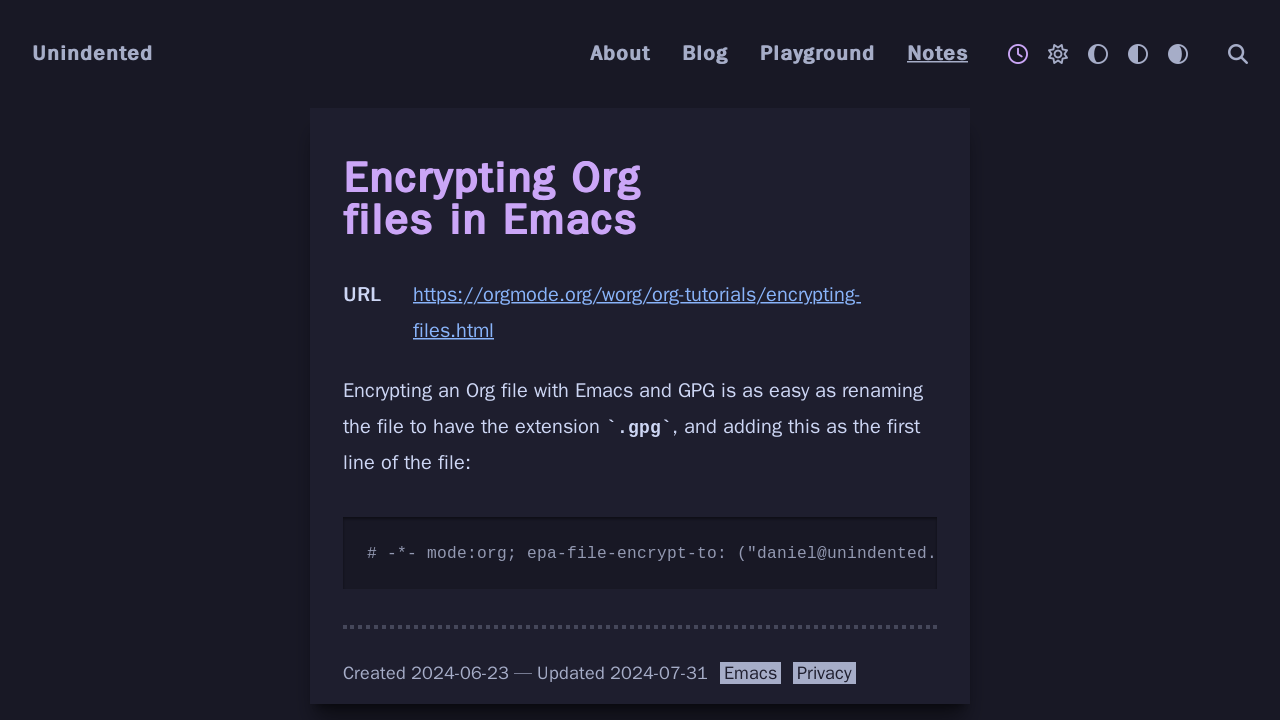 Unindented
About Blog Playground Notes
Encrypting Org
files in Emacs
URL https://orgmode.org/worg/org-tutorials/encrypting-
files.html
Encrypting an Org file with Emacs and GPG is as easy as renaming
the file to have the extension `.gpg`, and adding this as the first
line of the file:
# -*- mode:org; epa-file-encrypt-to: ("daniel@unindented.
Created 2024-06-23 — Updated 2024-07-31 Emacs Privacy